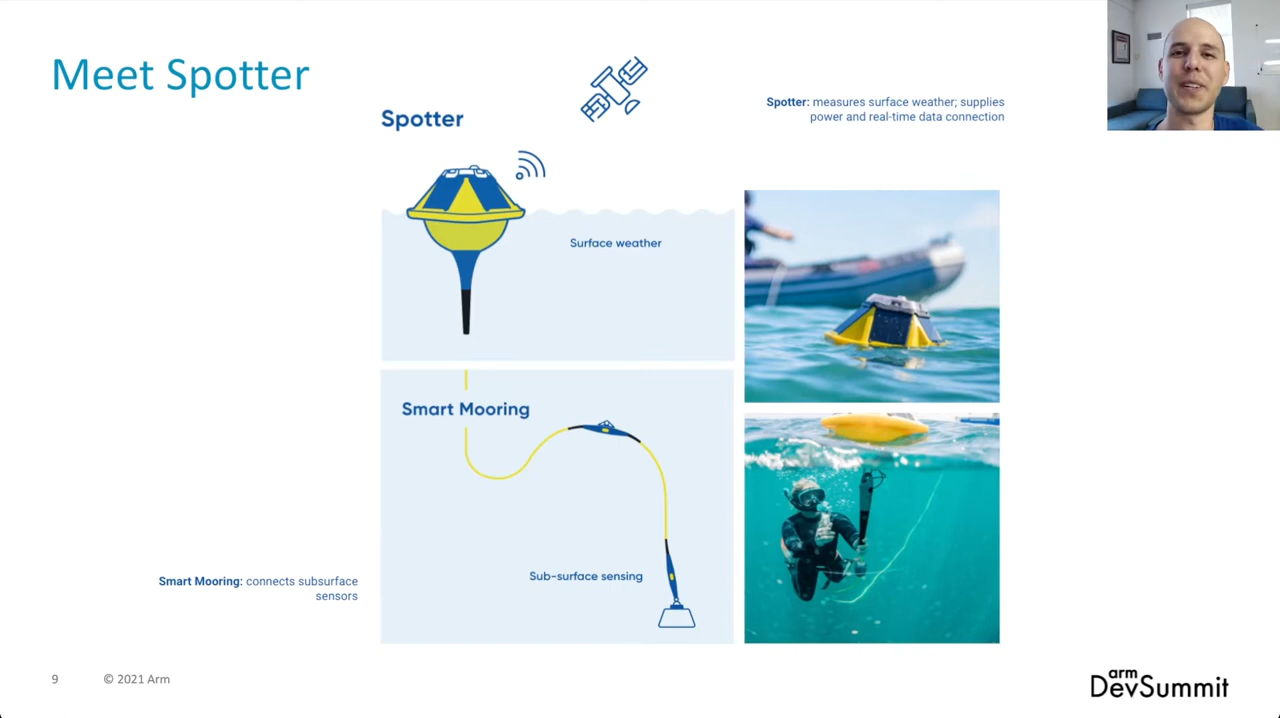 Meet Spotter
Spotter
Spotter: measures surface weather; supplies
power and real-time data connection
Surface weather
Smart Mooring
Sub-surface sensing
Smart Mooring: connects subsurface
sensors
9
© 2021 Arm
arm
DevSummit